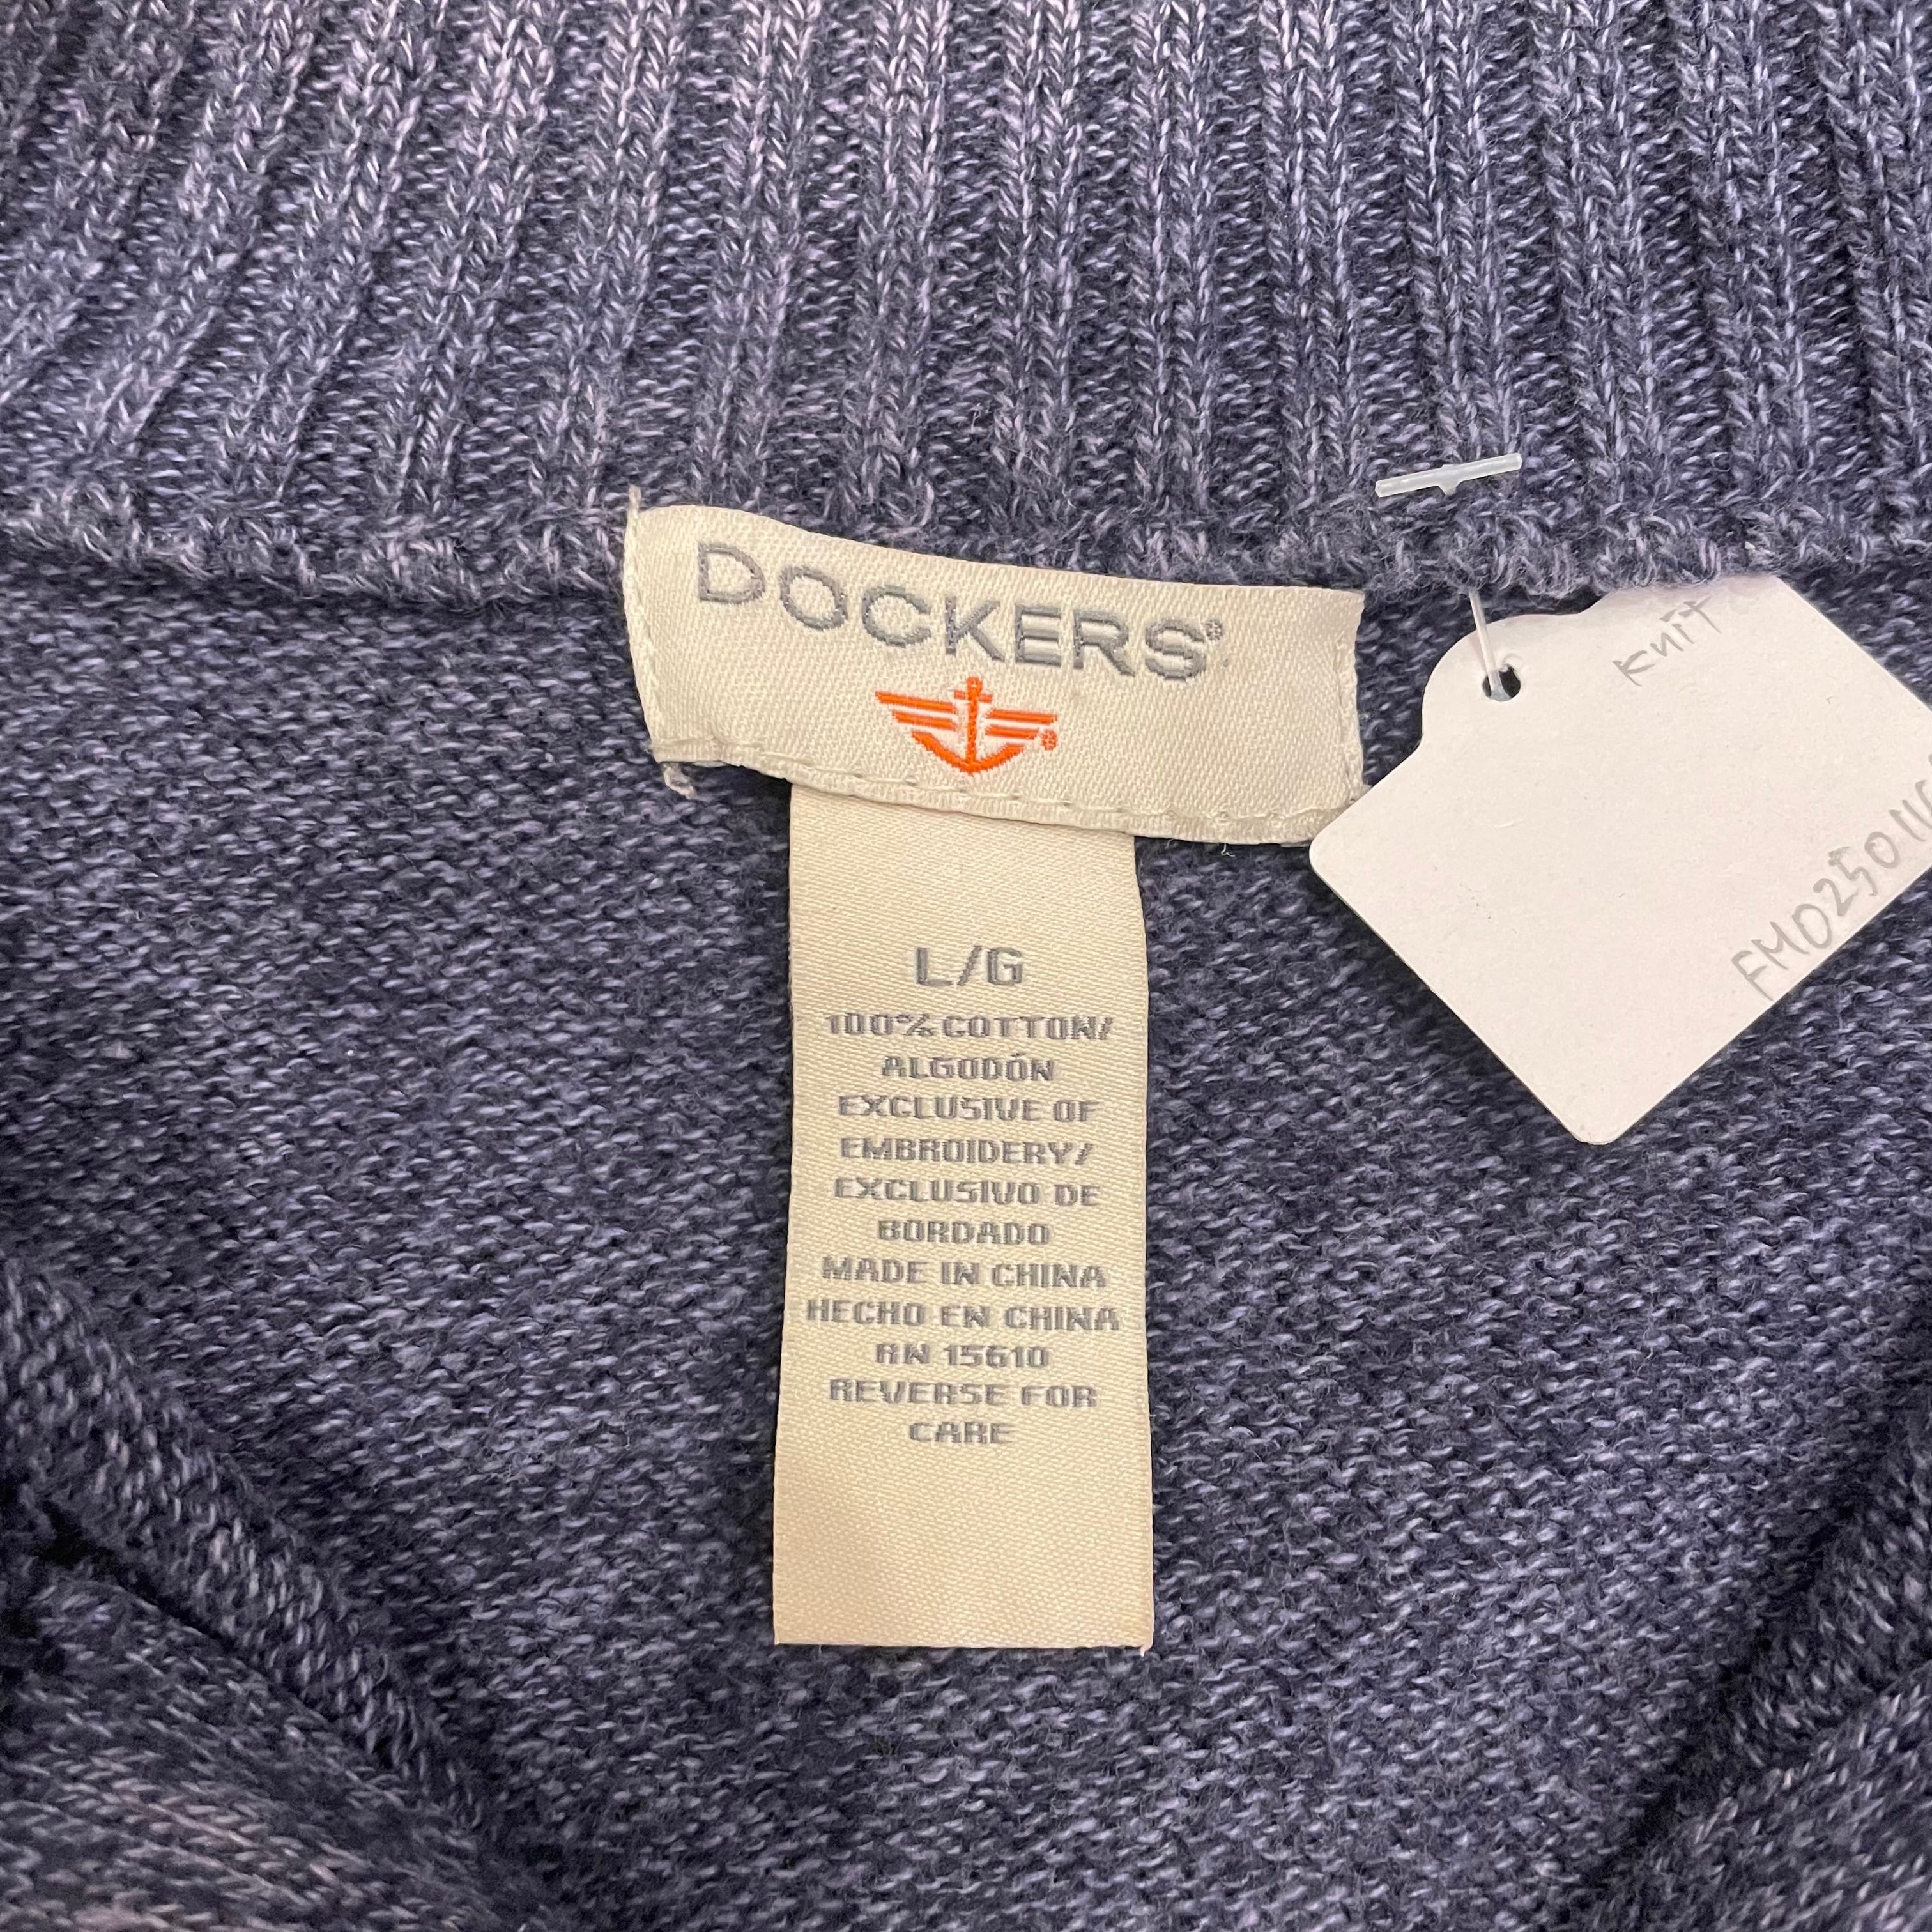 DOCKERS®
L/G
100% COTTON/
ALGODÓN
EXCLUSIVE OF
EMBROIDERY/
EXCLUSIVO DE
BORDADO
MADE IN CHINA
HECHO EN CHINA
RN 15610
REVERSE FOR
CARE
Knit